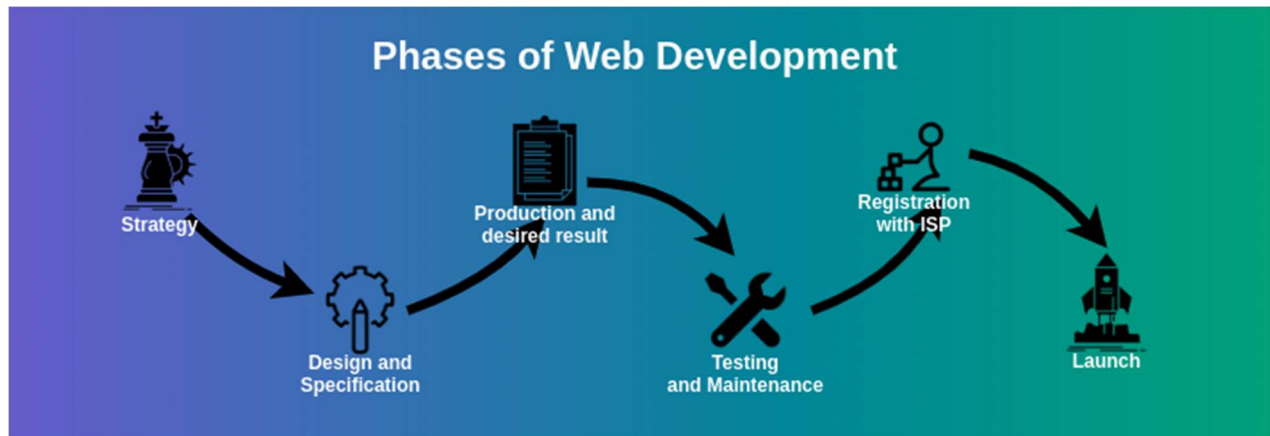 Phases of Web Development
Strategy
Design and
Specification
Production and
desired result
Testing
and Maintenance
Registration
with ISP
Launch